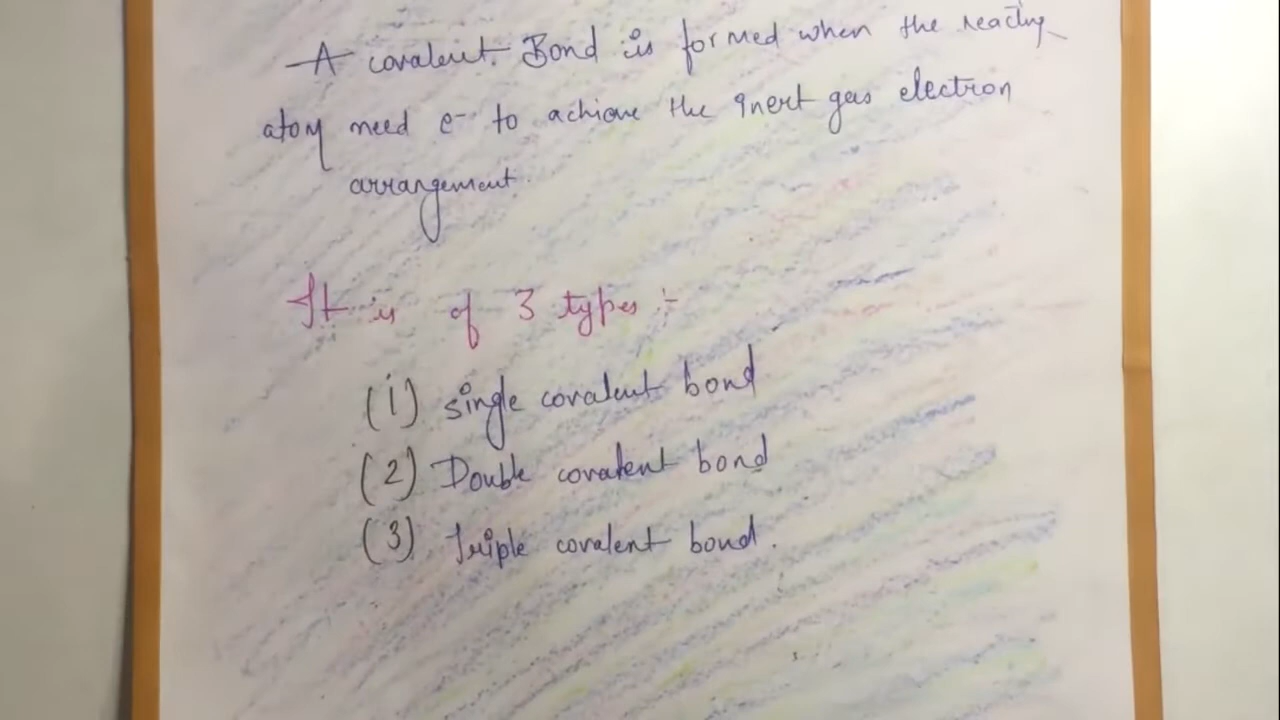 A covalent Bond is formed when the reacting
atom need e- to achieve the inert gas electron
arrangement.
It is of 3 types :-
(1) single covalent bond
(2) Double covalent bond
(3) Triple covalent bond.